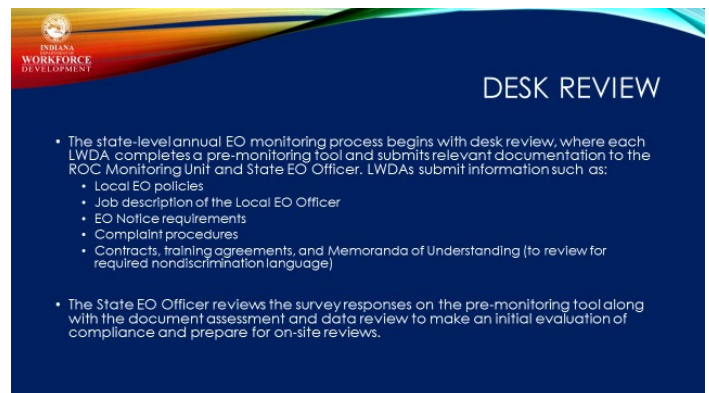 INDIANA
DEPARTMENT OF
WORKFORCE
DEVELOPMENT
DESK REVIEW
• The state-level annual EO monitoring process begins with desk review, where each
LWDA completes a pre-monitoring tool and submits relevant documentation to the
ROC Monitoring Unit and State EO Officer. LWDAs submit information such as:
• Local EO policies
• Job description of the Local EO Officer
• EO Notice requirements
• Complaint procedures
• Contracts, training agreements, and Memoranda of Understanding (to review for
required nondiscrimination language)
• The State EO Officer reviews the survey responses on the pre-monitoring tool along
with the document assessment and data review to make an initial evaluation of
compliance and prepare for on-site reviews.